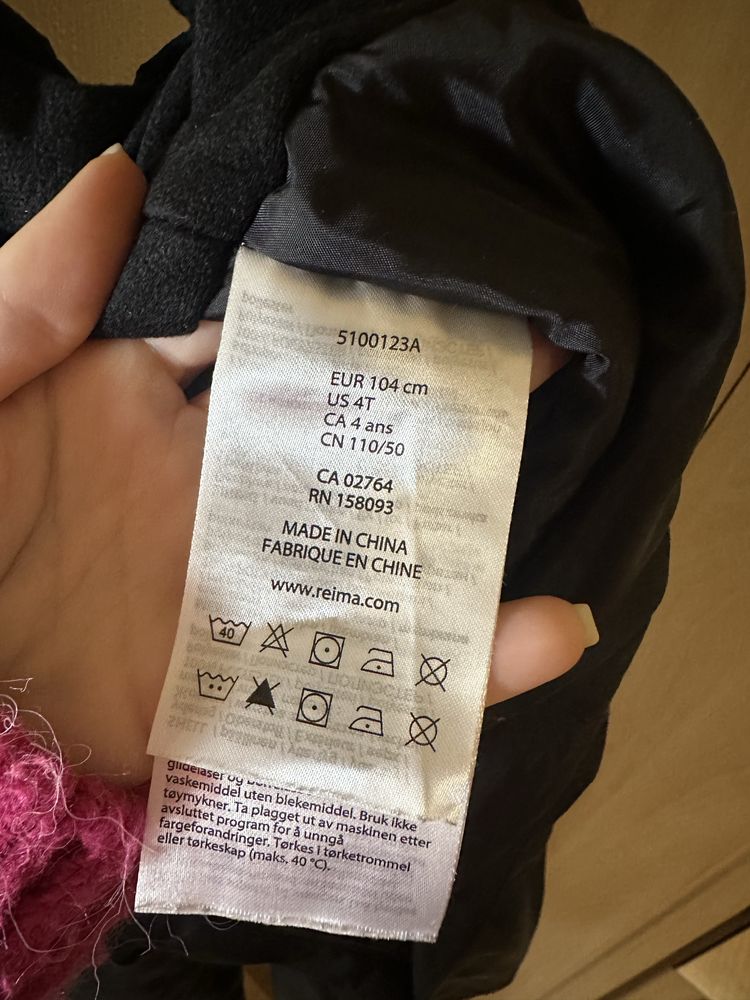 5100123A
EUR 104 cm
US 4T
CA 4 ans
CN 110/50
CA 02764
RN 158093
MADE IN CHINA
FABRIQUE EN CHINE
www.reima.com
40
glidelåser og
vaskemiddel uten blekemiddel. Bruk ikke
tøymykner. Ta plagget ut av maskinen etter
avsluttet program for å unngå
fargeforandringer. Tørkes i tørketrommel
eller tørkeskap (maks. 40 °C).